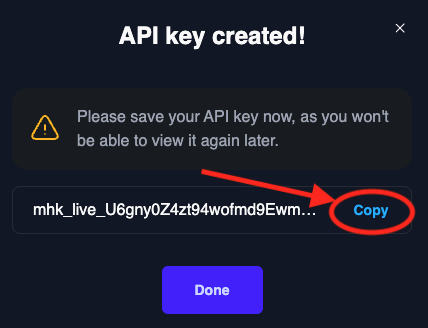 API key created!
Please save your API key now, as you won't
be able to view it again later.
mhk_live_U6gny0Z4zt94wofmd9Ewm...
Copy
Done